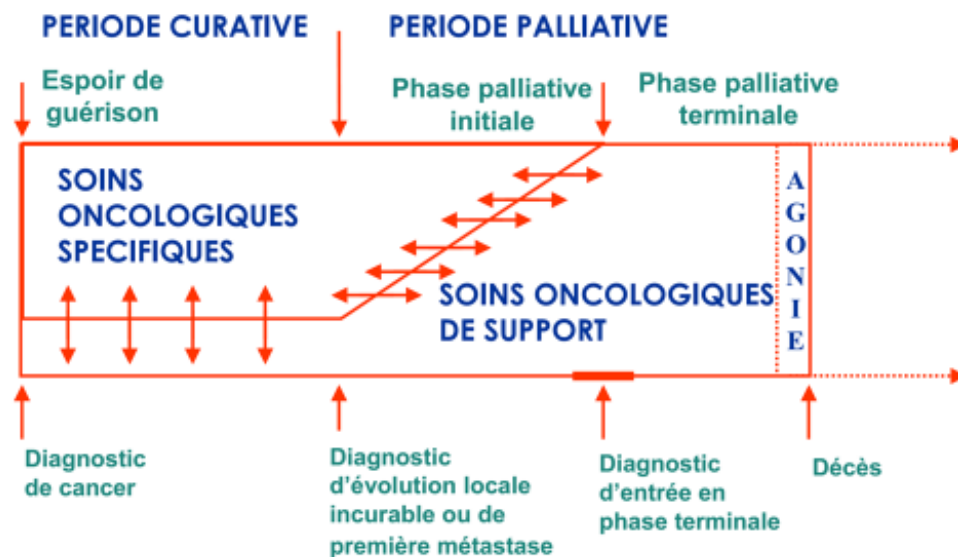 PERIODE CURATIVE
PERIODE PALLIATIVE
Espoir de
guérison
Phase palliative
initiale
Phase palliative
terminale
SOINS
ONCOLOGIQUES
SPECIFIQUES
SOINS ONCOLOGIQUES
DE SUPPORT
AGONIE
Diagnostic
de cancer
Diagnostic
d'évolution locale
incurable ou de
première métastase
Diagnostic
d'entrée en
phase terminale
Décès